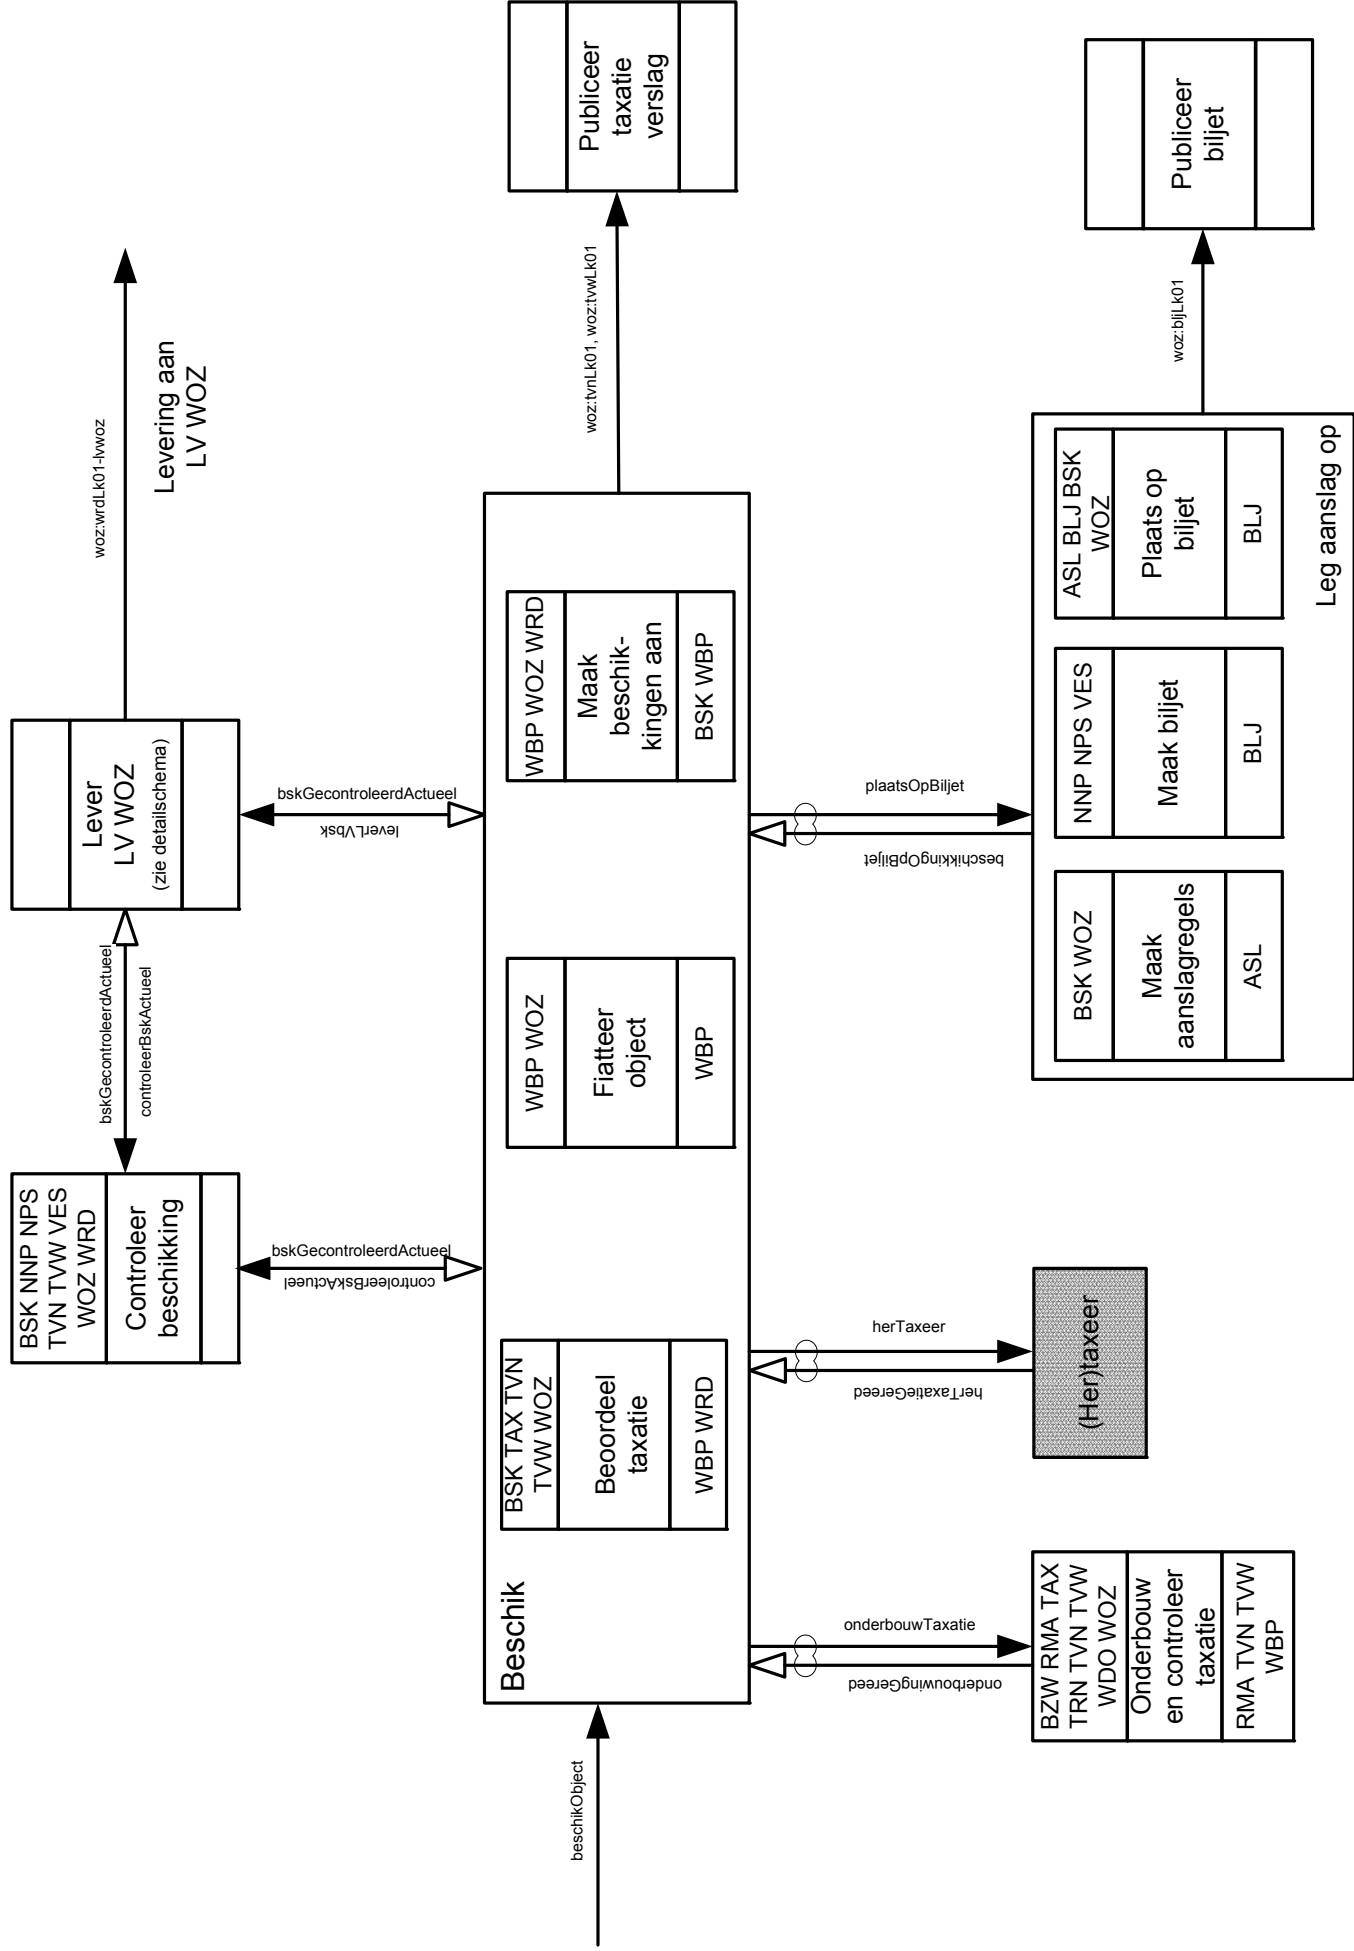 BSK NNP NPS
TVN TVW VES
WOZ WRD
Controleer
beschikking
bskGecontroleerdActueel
controleerBskActueel
Lever
LV WOZ
(zie detailschema)
woz:wrdLk01-lvwoz
Levering aan
LV WOZ
bskGecontroleerdActueel
controleerBskActueel
bskGecontroleerdActueel
leverLVbsk
beschikObject
Beschik
BSK TAX TVN
TVW WOZ
Beoordeel
taxatie
WBP WRD
WBP WOZ
Fiatteer
object
WBP
WBP WOZ WRD
Maak
beschik-
kingen aan
BSK WBP
woz:tvnLk01, woz:tvwLk01
Publiceer
taxatie
verslag
onderbouwTaxatie
onderbouwingGereed
herTaxeer
herTaxatieGereed
plaatsOpBiljet
beschikkingOpBiljet
BZW RMA TAX
TRN TVN TVW
WDO WOZ
Onderbouw
en controleer
taxatie
RMA TVN TVW
WBP
(Her)taxeer
BSK WOZ
Maak
aanslagregels
ASL
NNP NPS VES
Maak biljet
BLJ
ASL BLJ BSK
WOZ
Plaats op
biljet
BLJ
Leg aanslag op
woz:bljLk01
Publiceer
biljet